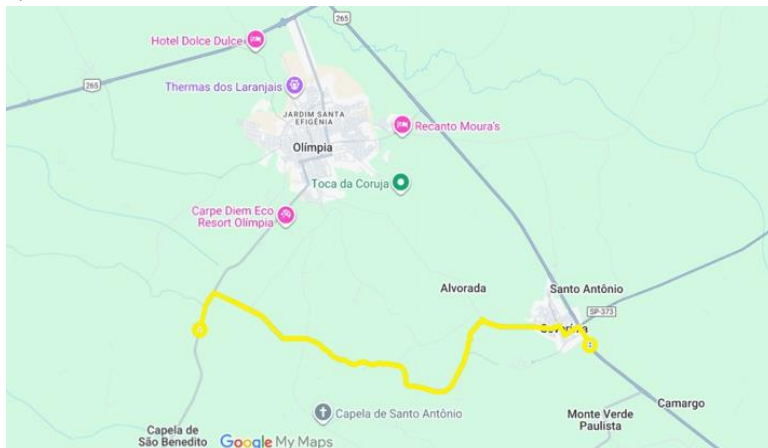 265
Hotel Dolce Dulce
265
Thermas dos Laranjais
JARDIM SANTA
EFIGÊNIA
Recanto Moura's
Olímpia
Toca da Coruja
Carpe Diem Eco
Resort Olímpia
Alvorada
Santo Antônio
SP-373
Severínia
Camargo
Capela de Santo Antônio
Monte Verde
Paulista
Capela de
São Benedito
Google My Maps